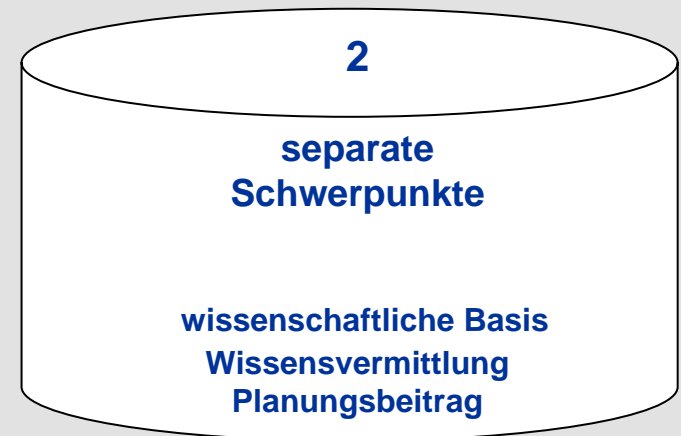 2
separate
Schwerpunkte
wissenschaftliche Basis
Wissensvermittlung
Planungsbeitrag